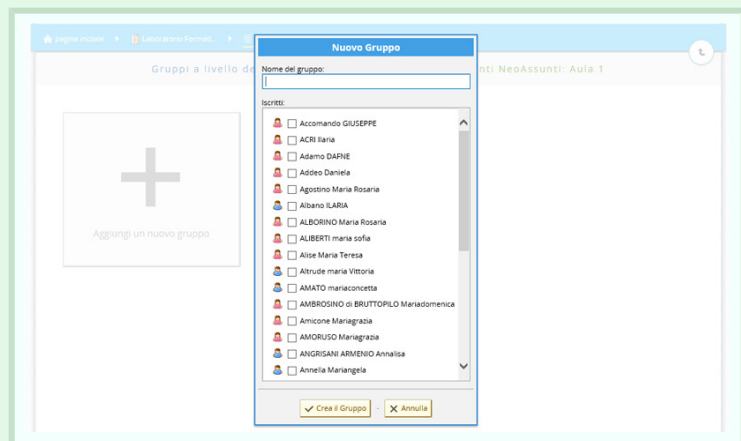 pagina iniziale
Laboratorio Format..
Nuovo Gruppo
Gruppi a livello de
nti NeoAssunti: Aula 1
Nome del gruppo:
Iscritti:
Accomando GIUSEPPE
ACRI Ilaria
Adamo DAFNE
Addeo Daniela
Agostino Maria Rosaria
Albano ILARIA
ALBORINO Maria Rosaria
ALIBERTI maria sofia
Alise Maria Teresa
Altrude maria Vittoria
AMATO mariaconcetta
AMBROSINO di BRUTTOPILO Mariadomenica
Amicone Mariagrazia
AMORUSO Mariagrazia
ANGRISANI ARMENIO Annalisa
Annella Mariangela
Aggiungi un nuovo gruppo
Crea il Gruppo - Annulla